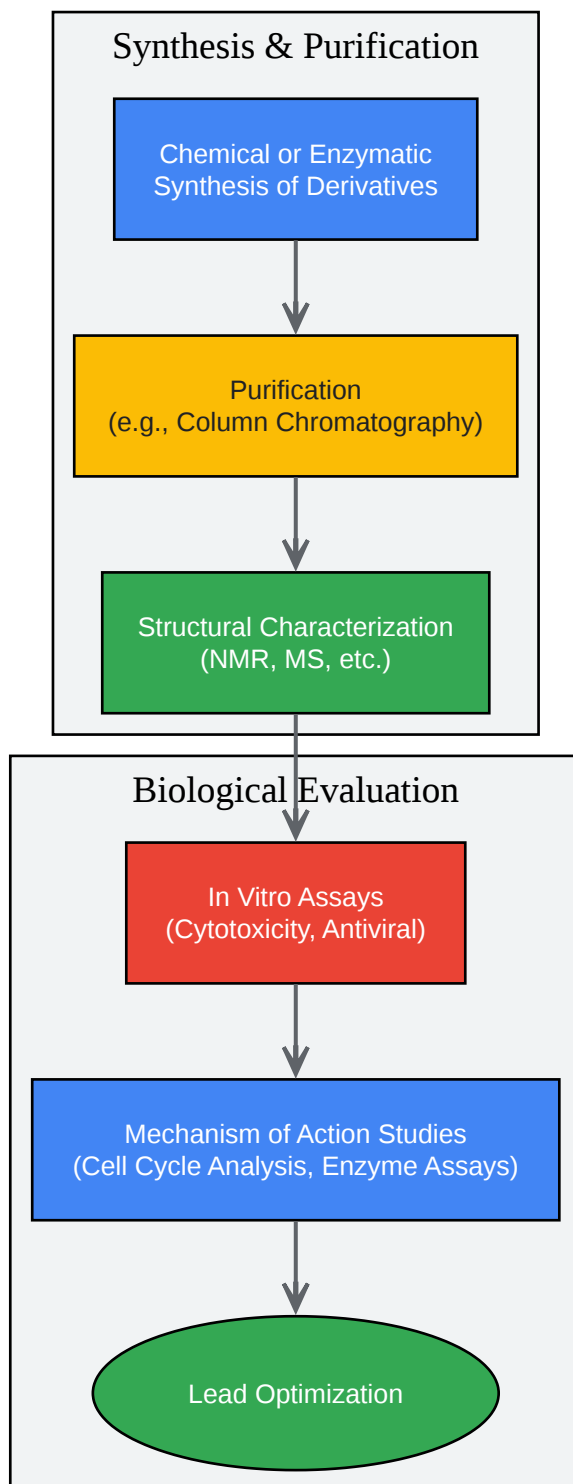 Synthesis & Purification
Chemical or Enzymatic
Synthesis of Derivatives
Purification
(e.g., Column Chromatography)
Structural Characterization
(NMR, MS, etc.)
Biological Evaluation
In Vitro Assays
(Cytotoxicity, Antiviral)
Mechanism of Action Studies
(Cell Cycle Analysis, Enzyme Assays)
Lead Optimization